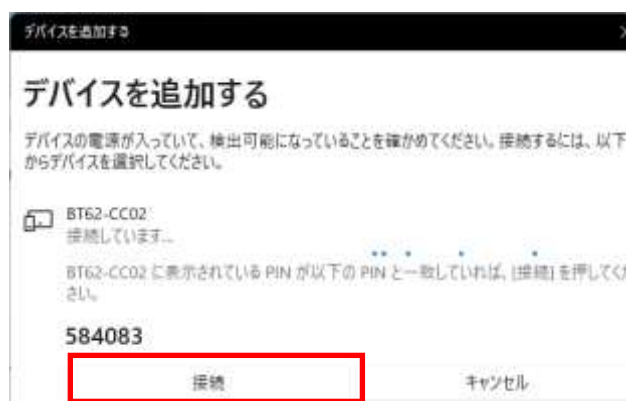 デバイスを追加する
デバイスを追加する
デバイスの電源が入っていて、検出可能になっていることを確かめてください。接続するには、以下
からデバイスを選択してください。
BT62-CC02
接続しています...
BT62-CC02 に表示されている PIN が以下の PIN と一致していれば、[接続] を押してくだ
さい。
584083
接続
キャンセル